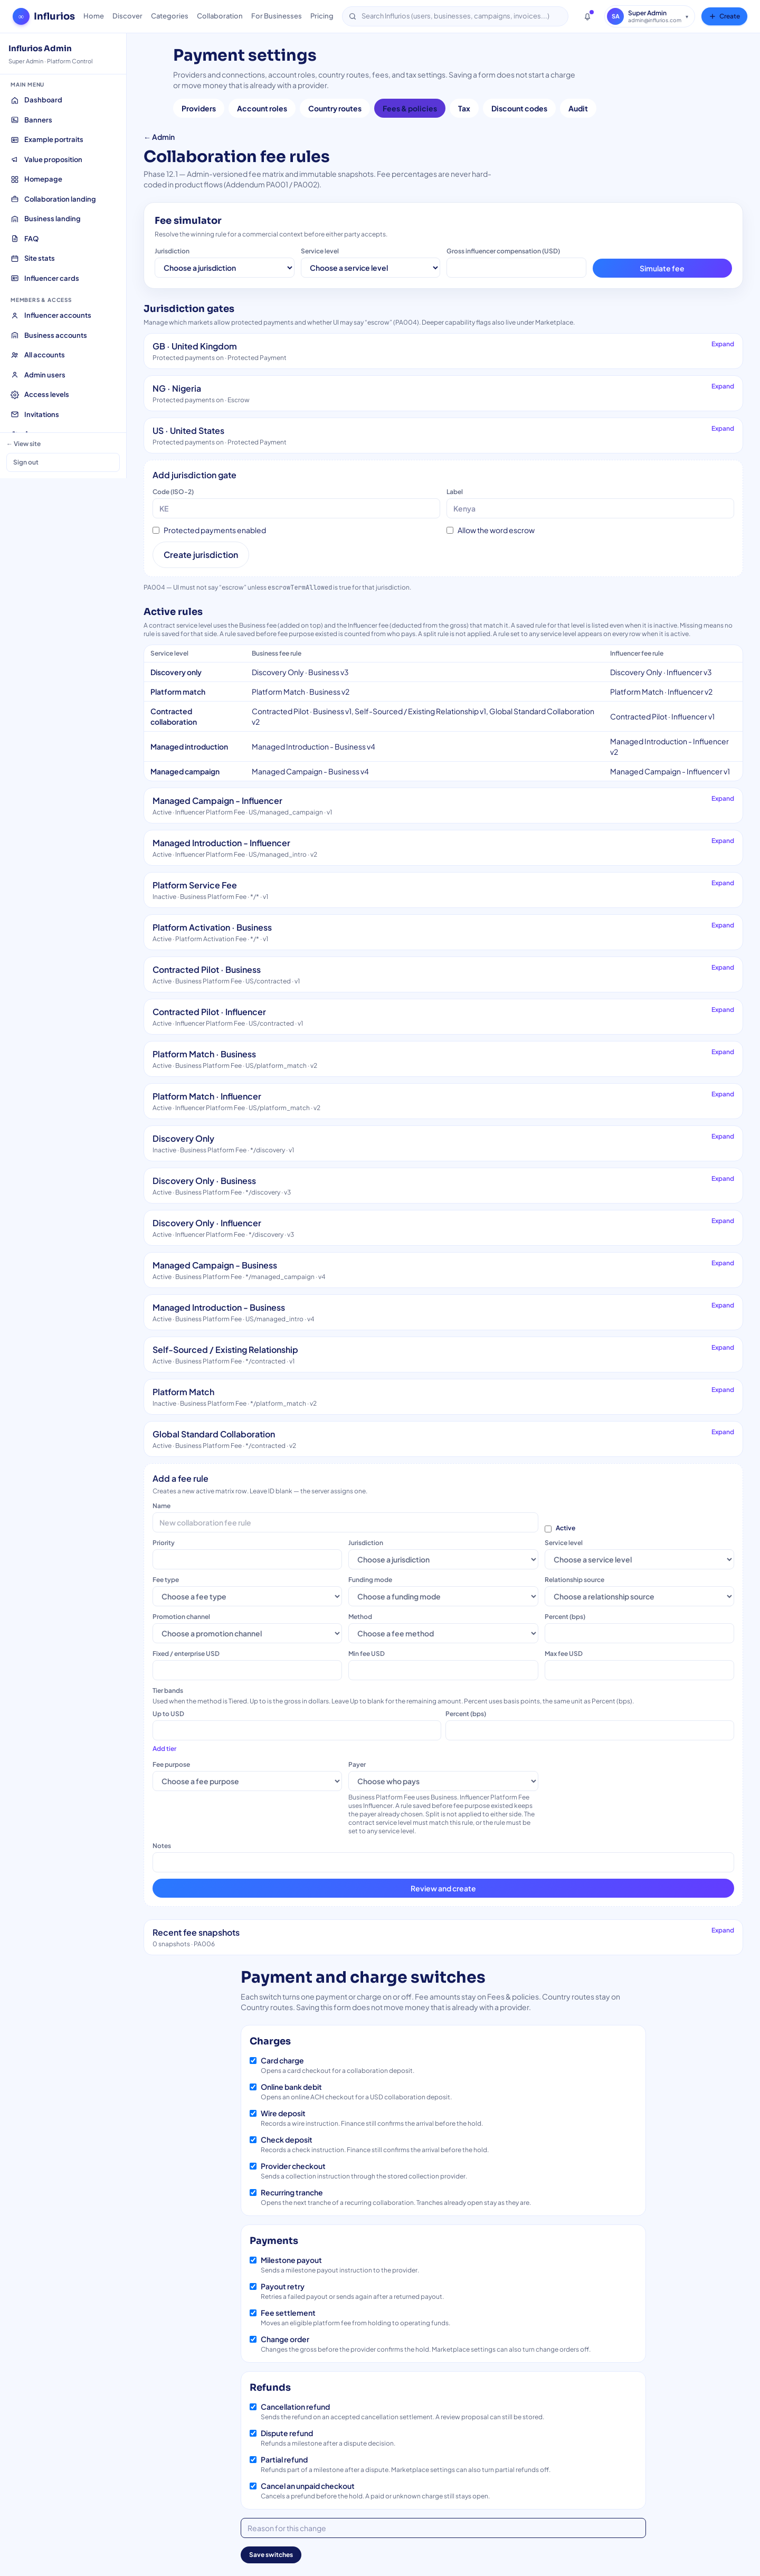 Influrios
Home
Discover
Categories
Collaboration
For Businesses
Pricing
Search Influrios (users, businesses, campaigns, invoices...)
SA
Super Admin
admin@influrios.com
Create
Influrios Admin
Super Admin · Platform Control
MAIN MENU
Dashboard
Banners
Example portraits
Value proposition
Homepage
Collaboration landing
Business landing
FAQ
Site stats
Influencer cards
MEMBERS & ACCESS
Influencer accounts
Business accounts
All accounts
Admin users
Access levels
Invitations
← View site
Sign out
Payment settings
Providers and connections, account roles, country routes, fees, and tax settings. Saving a form does not start a charge
or move money that is already with a provider.
Providers
Account roles
Country routes
Fees & policies
Tax
Discount codes
Audit
← Admin
Collaboration fee rules
Phase 12.1 — Admin-versioned fee matrix and immutable snapshots. Fee percentages are never hard-
coded in product flows (Addendum PA001 / PA002).
Fee simulator
Resolve the winning rule for a commercial context before either party accepts.
Jurisdiction
Service level
Gross influencer compensation (USD)
Choose a jurisdiction
Choose a service level
Simulate fee
Jurisdiction gates
Manage which markets allow protected payments and whether UI may say "escrow" (PA004). Deeper capability flags also live under Marketplace.
GB · United Kingdom
Expand
Protected payments on · Protected Payment
NG · Nigeria
Expand
Protected payments on · Escrow
US · United States
Expand
Protected payments on · Protected Payment
Add jurisdiction gate
Code (ISO-2)
Label
KE
Kenya
Protected payments enabled
Allow the word escrow
Create jurisdiction
PA004 — UI must not say "escrow" unless escrowTermAllowed is true for that jurisdiction.
Active rules
A contract service level uses the Business fee (added on top) and the Influencer fee (deducted from the gross) that match it. A saved rule for that level is listed even when it is inactive. Missing means no
rule is saved for that side. A rule saved before fee purpose existed is counted from who pays. A split rule is not applied. A rule set to any service level appears on every row when it is active.
Service level
Business fee rule
Influencer fee rule
Discovery only
Discovery Only · Business v3
Discovery Only · Influencer v3
Platform match
Platform Match · Business v2
Platform Match · Influencer v2
Contracted
collaboration
Contracted Pilot · Business v1, Self-Sourced / Existing Relationship v1, Global Standard Collaboration
v2
Contracted Pilot · Influencer v1
Managed introduction
Managed Introduction - Business v4
Managed Introduction - Influencer
v2
Managed campaign
Managed Campaign - Business v4
Managed Campaign - Influencer v1
Managed Campaign - Influencer
Expand
Active · Influencer Platform Fee · US/managed_campaign · v1
Managed Introduction - Influencer
Expand
Active · Influencer Platform Fee · US/managed_intro · v2
Platform Service Fee
Expand
Inactive · Business Platform Fee · */* · v1
Platform Activation · Business
Expand
Active · Platform Activation Fee · */* · v1
Contracted Pilot · Business
Expand
Active · Business Platform Fee · US/contracted · v1
Contracted Pilot · Influencer
Expand
Active · Influencer Platform Fee · US/contracted · v1
Platform Match · Business
Expand
Active · Business Platform Fee · US/platform_match · v2
Platform Match · Influencer
Expand
Active · Influencer Platform Fee · US/platform_match · v2
Discovery Only
Expand
Inactive · Business Platform Fee · */discovery · v1
Discovery Only · Business
Expand
Active · Business Platform Fee · */discovery · v3
Discovery Only · Influencer
Expand
Active · Influencer Platform Fee · */discovery · v3
Managed Campaign - Business
Expand
Active · Business Platform Fee · */managed_campaign · v4
Managed Introduction - Business
Expand
Active · Business Platform Fee · US/managed_intro · v4
Self-Sourced / Existing Relationship
Expand
Active · Business Platform Fee · */contracted · v1
Platform Match
Expand
Inactive · Business Platform Fee · */platform_match · v2
Global Standard Collaboration
Expand
Active · Business Platform Fee · */contracted · v2
Add a fee rule
Creates a new active matrix row. Leave ID blank — the server assigns one.
Name
New collaboration fee rule
Active
Priority
Jurisdiction
Service level
Choose a jurisdiction
Choose a service level
Fee type
Funding mode
Relationship source
Choose a fee type
Choose a funding mode
Choose a relationship source
Promotion channel
Method
Percent (bps)
Choose a promotion channel
Choose a fee method
Fixed / enterprise USD
Min fee USD
Max fee USD
Tier bands
Used when the method is Tiered. Up to is the gross in dollars. Leave Up to blank for the remaining amount. Percent uses basis points, the same unit as Percent (bps).
Up to USD
Percent (bps)
Add tier
Fee purpose
Payer
Choose a fee purpose
Choose who pays
Business Platform Fee uses Business. Influencer Platform Fee
uses Influencer. A rule saved before fee purpose existed keeps
the payer already chosen. Split is not applied to either side. The
contract service level must match this rule, or the rule must be
set to any service level.
Notes
Review and create
Recent fee snapshots
Expand
0 snapshots · PA006
Payment and charge switches
Each switch turns one payment or charge on or off. Fee amounts stay on Fees & policies. Country routes stay on
Country routes. Saving this form does not move money that is already with a provider.
Charges
Card charge
Opens a card checkout for a collaboration deposit.
Online bank debit
Opens an online ACH checkout for a USD collaboration deposit.
Wire deposit
Records a wire instruction. Finance still confirms the arrival before the hold.
Check deposit
Records a check instruction. Finance still confirms the arrival before the hold.
Provider checkout
Sends a collection instruction through the stored collection provider.
Recurring tranche
Opens the next tranche of a recurring collaboration. Tranches already open stay as they are.
Payments
Milestone payout
Sends a milestone payout instruction to the provider.
Payout retry
Retries a failed payout or sends again after a returned payout.
Fee settlement
Moves an eligible platform fee from holding to operating funds.
Change order
Changes the gross before the provider confirms the hold. Marketplace settings can also turn change orders off.
Refunds
Cancellation refund
Sends the refund on an accepted cancellation settlement. A review proposal can still be stored.
Dispute refund
Refunds a milestone after a dispute decision.
Partial refund
Refunds part of a milestone after a dispute. Marketplace settings can also turn partial refunds off.
Cancel an unpaid checkout
Cancels a prefund before the hold. A paid or unknown charge still stays open.
Reason for this change
Save switches